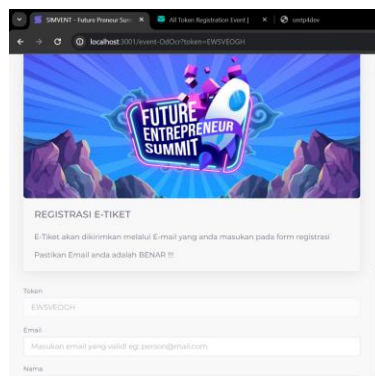 SIMVENT - Future Preneur Sum
All Token Registration Event |
smtp4dev
localhost:3001/event-DdOcr?token=EWSVEOGH
FUTURE
ENTREPRENEUR
SUMMIT
REGISTRASI E-TIKET
E-Tiket akan dikirimkan melalui E-mail yang anda masukan pada form registrasi
Pastikan Email anda adalah BENAR !!!
Token
EWSVEOGH
Email
Masukan email yang valid! eg: person@mail.com
Nama